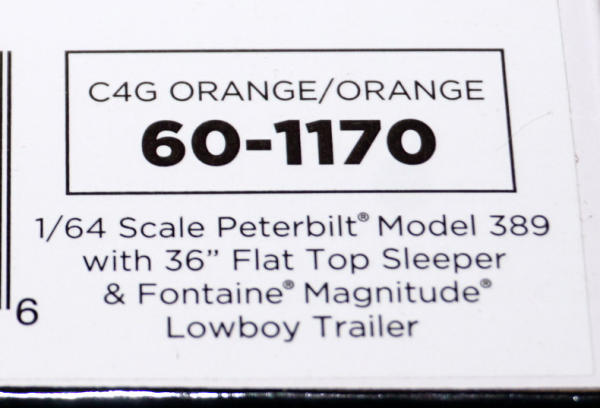 C4G ORANGE/ORANGE
60-1170
1/64 Scale Peterbilt® Model 389
with 36” Flat Top Sleeper
& Fontaine® Magnitude®
Lowboy Trailer
6